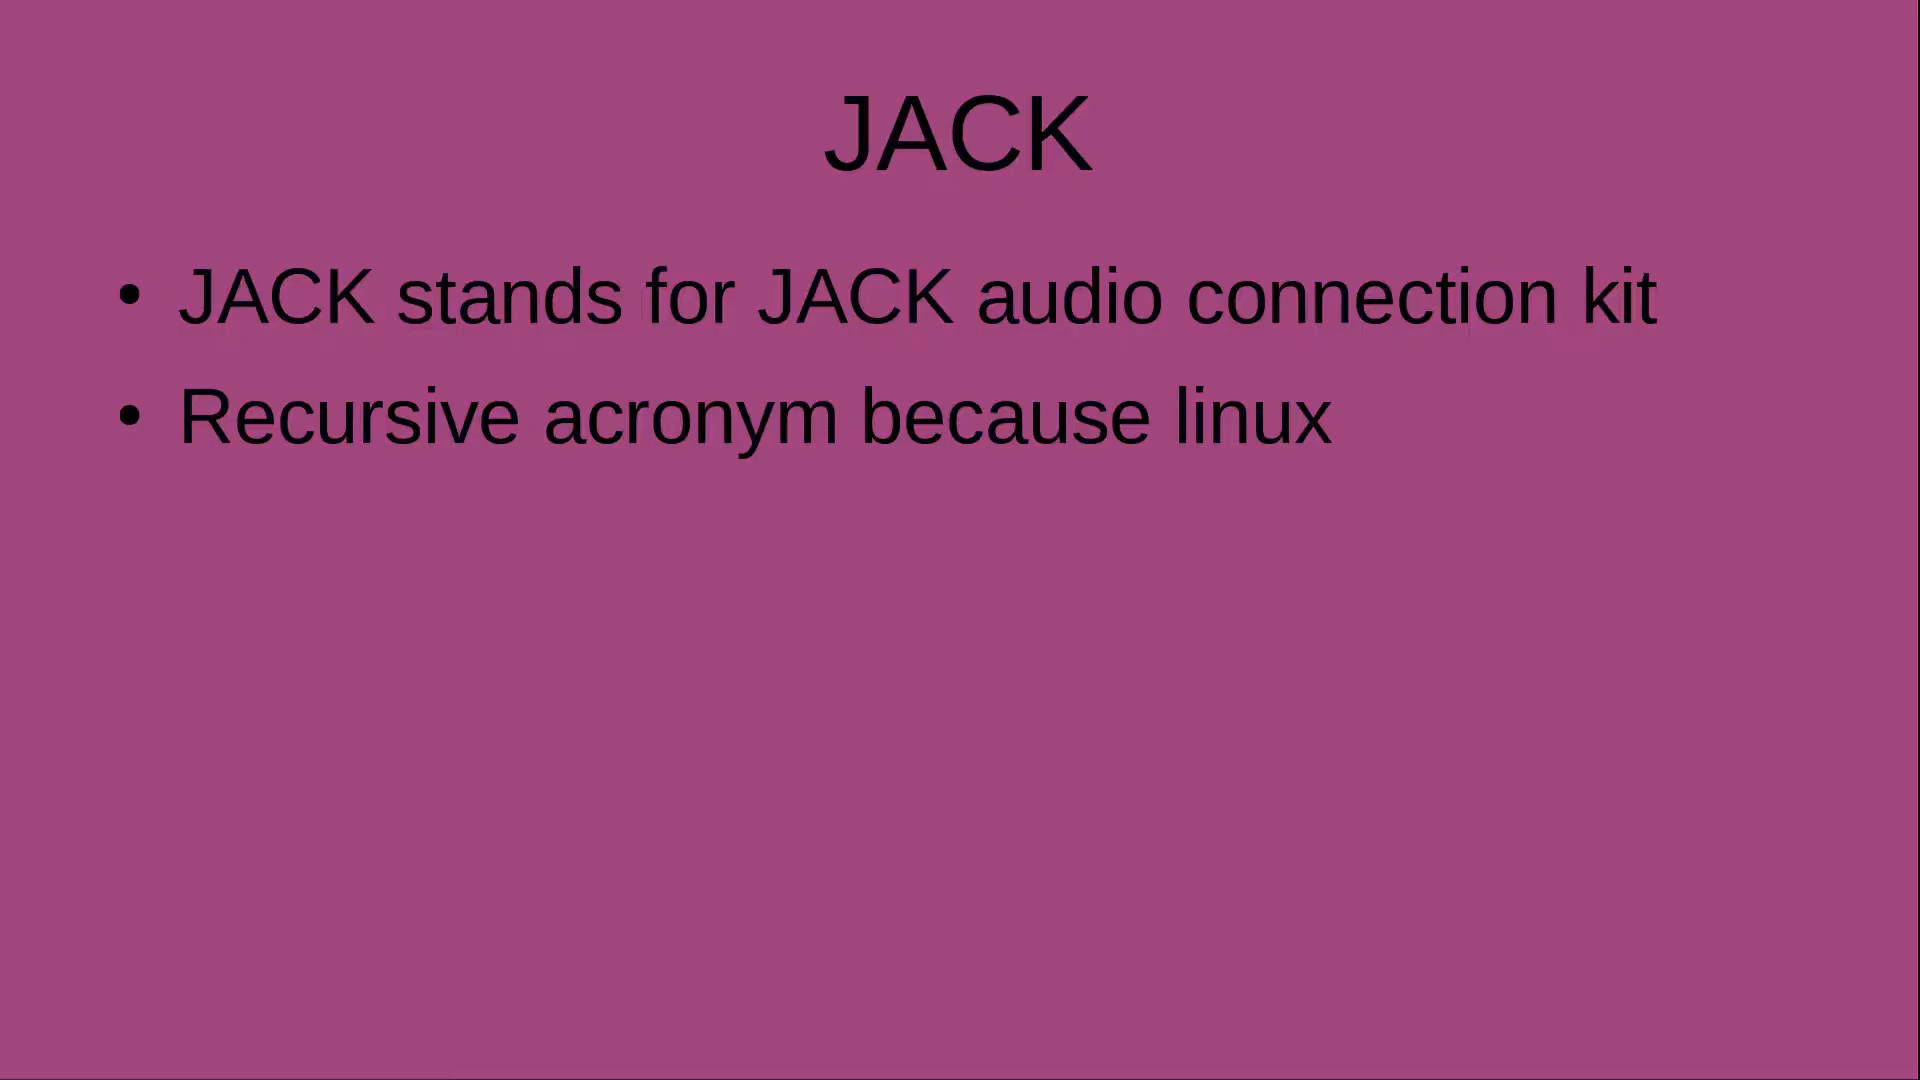 JACK
• JACK stands for JACK audio connection kit
• Recursive acronym because linux